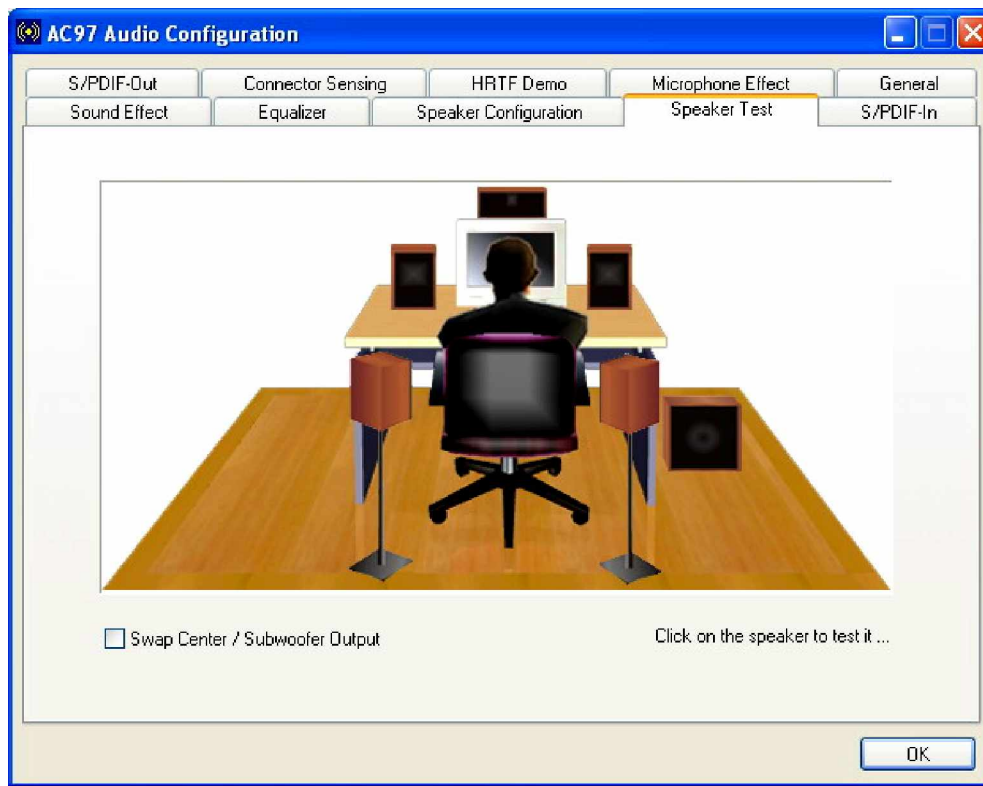 AC97 Audio Configuration
S/PDIF-Out Connector Sensing HRTF Demo Microphone Effect General
Sound Effect Equalizer Speaker Configuration Speaker Test S/PDIF-In
Swap Center / Subwoofer Output
Click on the speaker to test it ...
OK